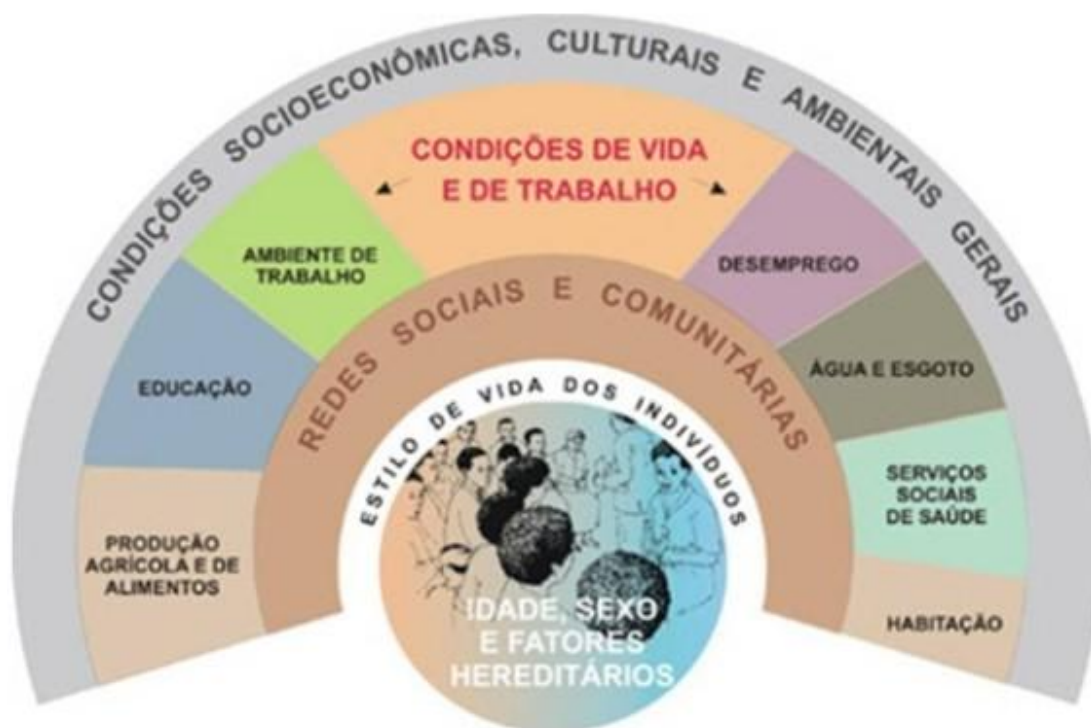 CONDIÇÕES SOCIOECONÔMICAS, CULTURAIS E AMBIENTAIS GERAIS
CONDIÇÕES DE VIDA
E DE TRABALHO
AMBIENTE DE
TRABALHO
DESEMPREGO
EDUCAÇÃO
ÁGUA E ESGOTO
PRODUÇÃO
AGRÍCOLA E DE
ALIMENTOS
SERVIÇOS
SOCIAIS
DE SAÚDE
HABITAÇÃO
REDES SOCIAIS E COMUNITÁRIAS
ESTILO DE VIDA DOS INDIVÍDUOS
IDADE, SEXO
E FATORES
HEREDITÁRIOS